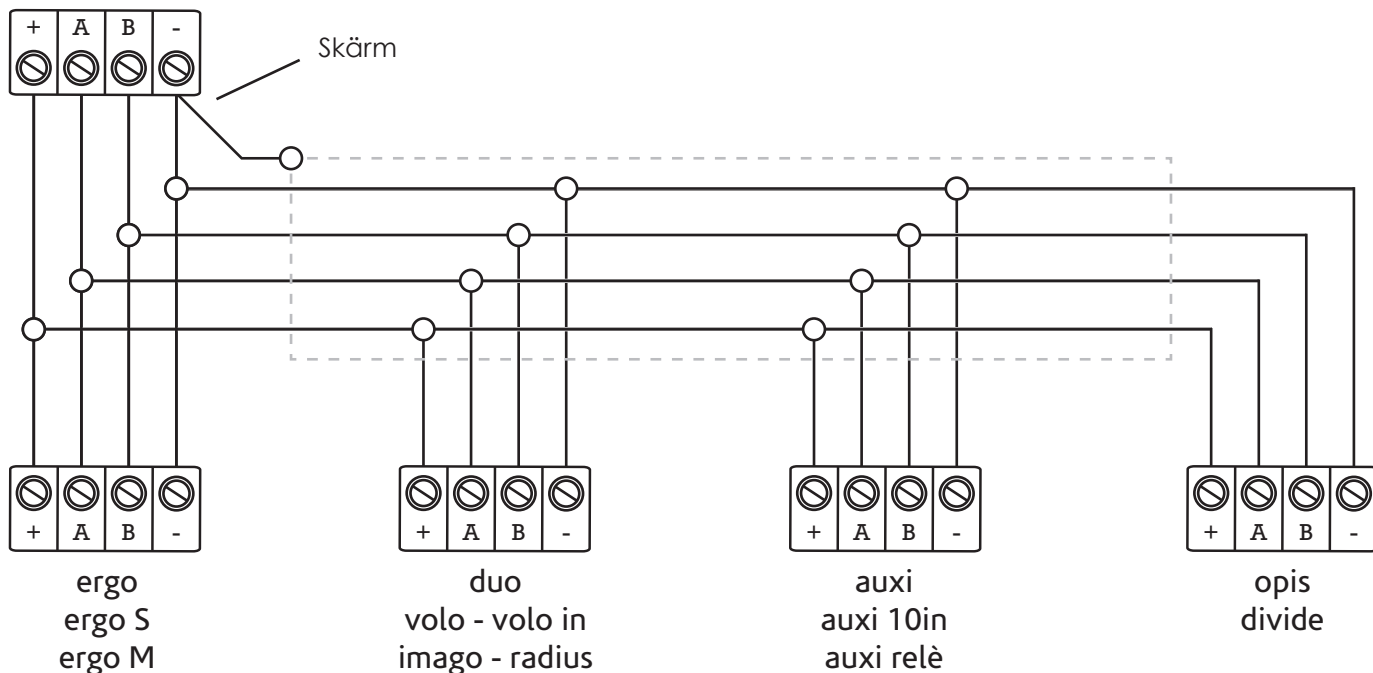 + A B -
Skärm
+ A B -
+ A B -
+ A B -
+ A B -
ergo
ergo S
ergo M
duo
volo - volo in
imago - radius
auxi
auxi 10in
auxi relè
opis
divide